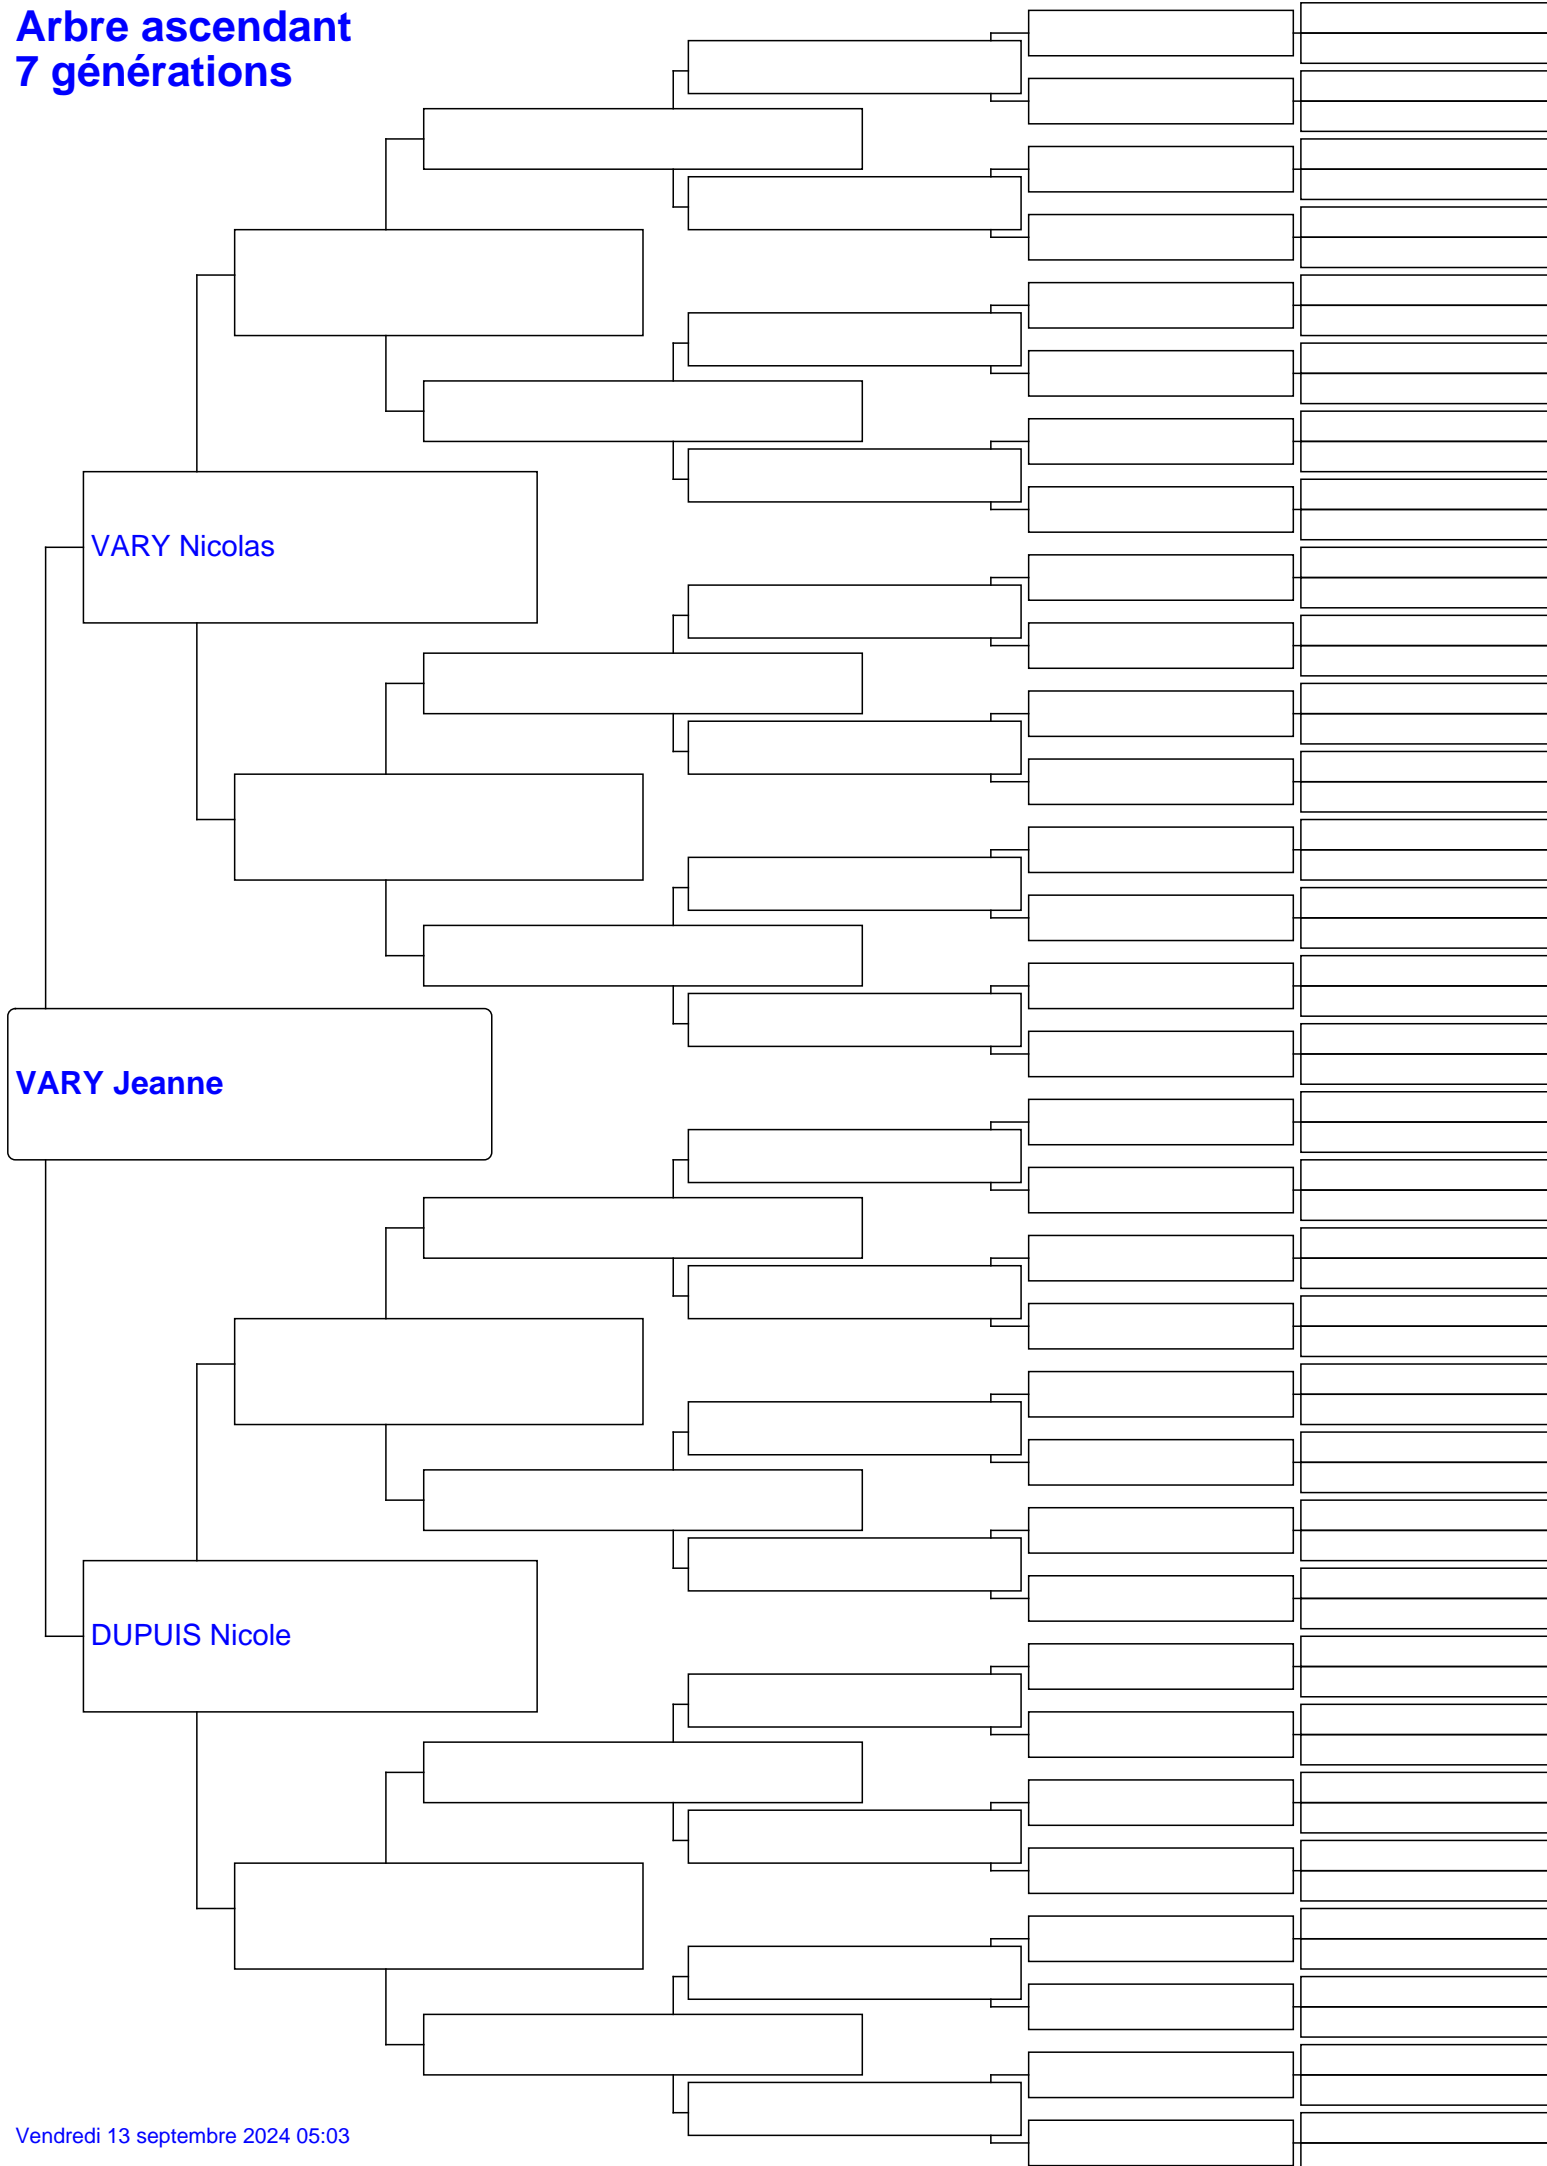 Arbre ascendant
7 générations
VARY Nicolas
VARY Jeanne
DUPUIS Nicole
Vendredi 13 septembre 2024 05:03